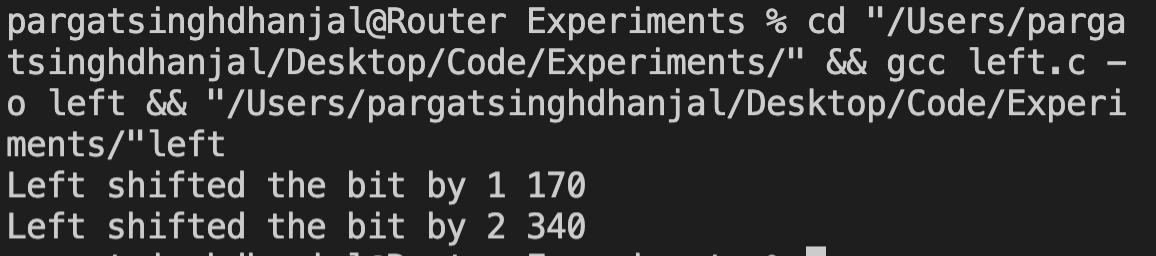 pargatsinghdhanjal@Router Experiments % cd "/Users/parga
tsinghdhanjal/Desktop/Code/Experiments/" && gcc left.c -
o left && "/Users/pargatsinghdhanjal/Desktop/Code/Experi
ments/"left
Left shifted the bit by 1 170
Left shifted the bit by 2 340